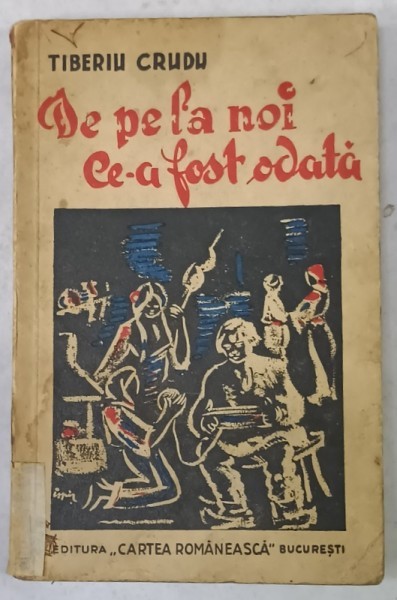 TIBERIU CRUDU
De pe la noi
Ce-a fost odată
EDITURA „CARTEA ROMÂNEASCĂ" BUCUREȘTI